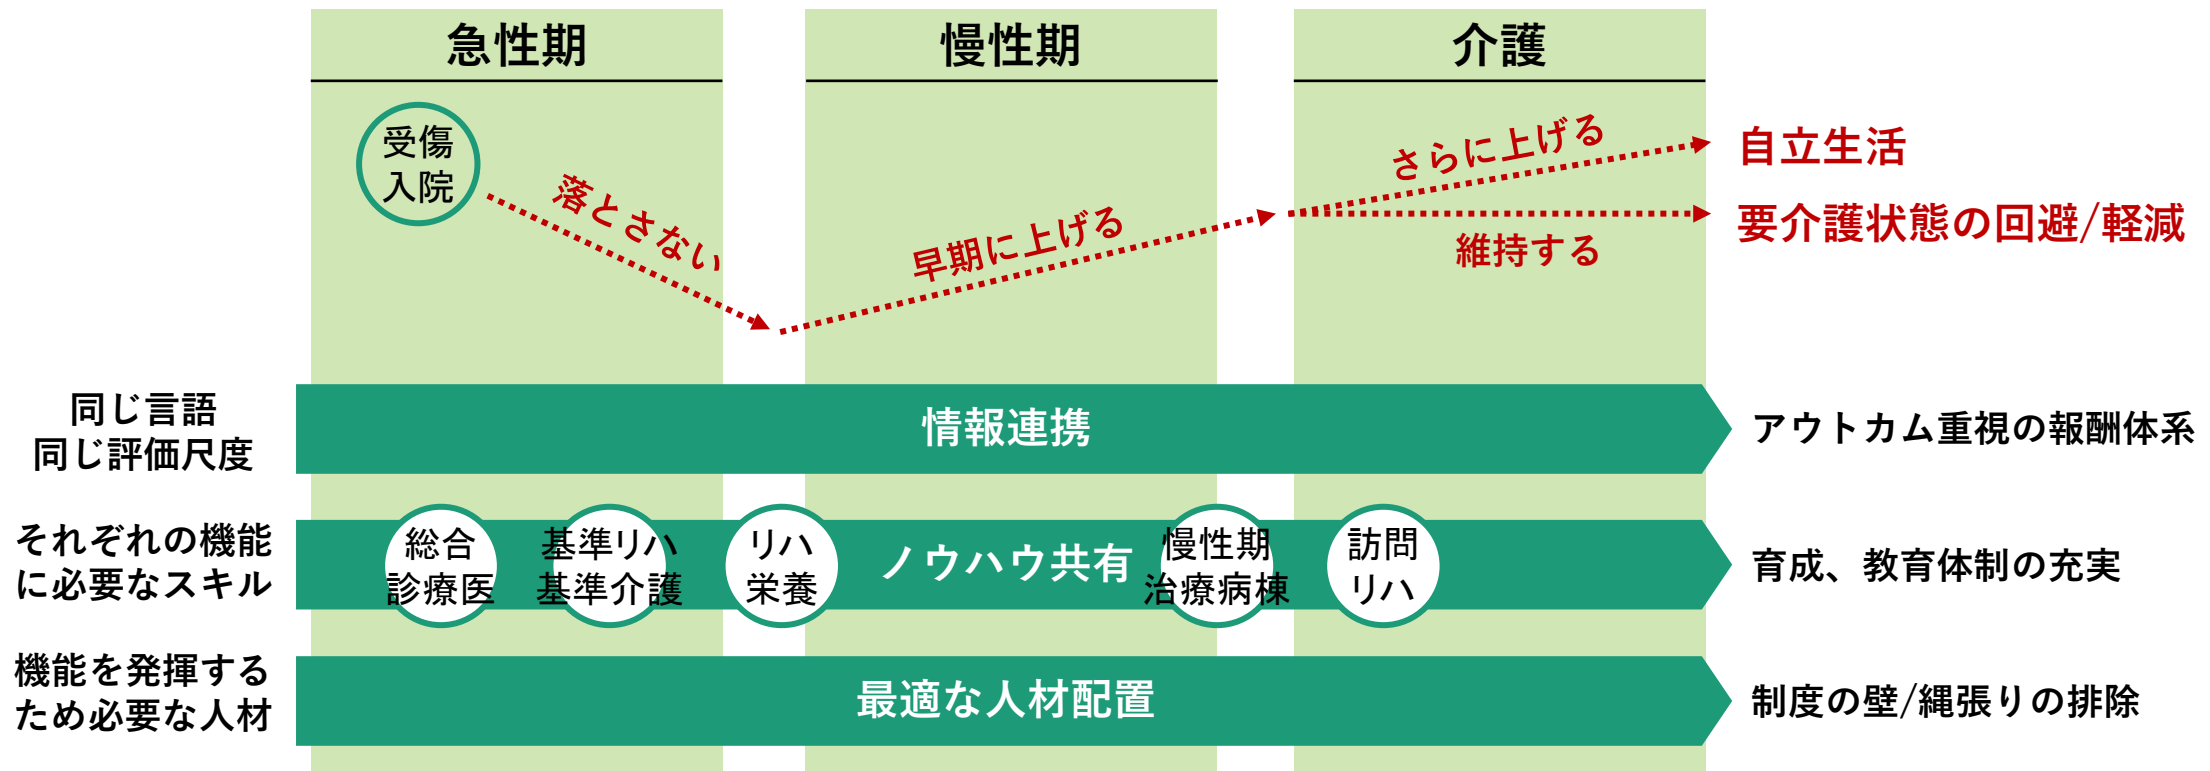 急性期
慢性期
介護
受傷
入院
落とさない
早期に上げる
さらに上げる
維持する
自立生活
要介護状態の回避/軽減
同じ言語
同じ評価尺度
情報連携
アウトカム重視の報酬体系
それぞれの機能
に必要なスキル
総合
診療医
基準リハ
基準介護
リハ
栄養
ノウハウ共有
慢性期
治療病棟
訪問
リハ
育成、教育体制の充実
機能を発揮する
ため必要な人材
最適な人材配置
制度の壁/縄張りの排除